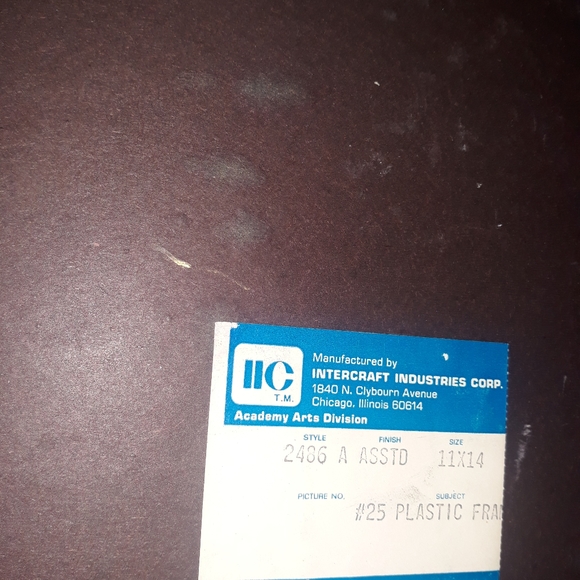 IIC
T.M.
Manufactured by
INTERCRAFT INDUSTRIES CORP.
1840 N. Clybourn Avenue
Chicago, Illinois 60614
Academy Arts Division
STYLE FINISH SIZE
2486 A ASSTD 11X14
PICTURE NO. SUBJECT
#25 PLASTIC FRA